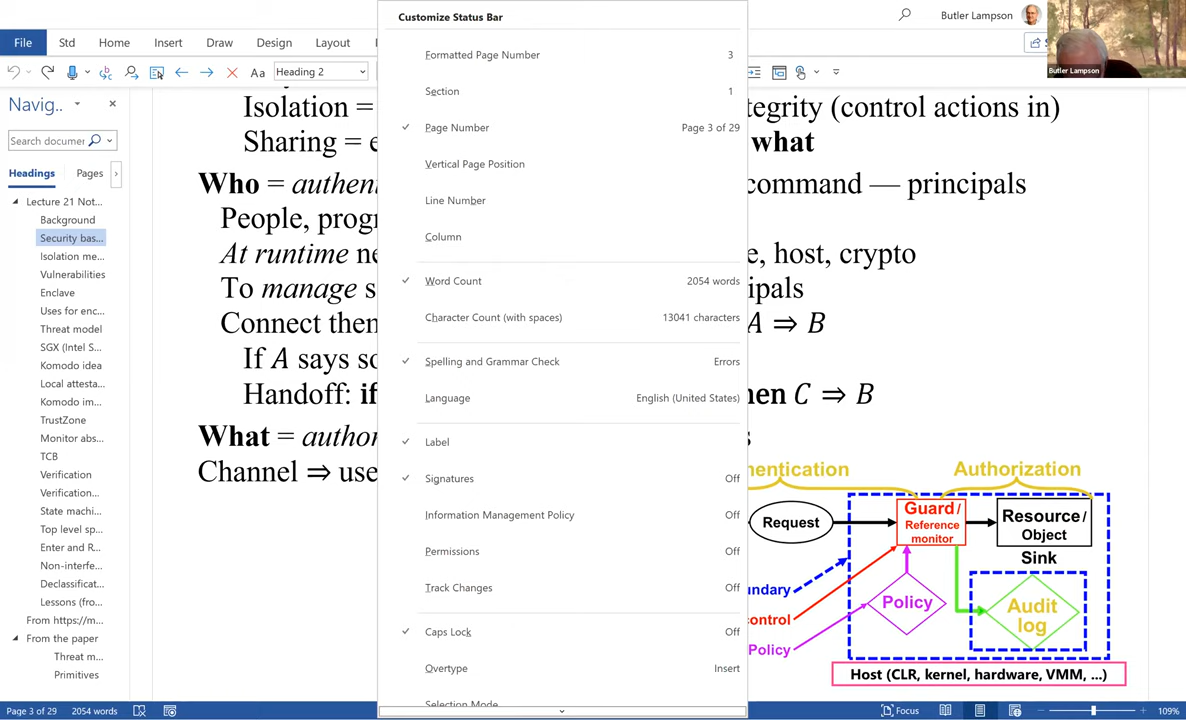 Customize Status Bar
Butler Lampson
Butler Lampson
File Std Home Insert Draw Design Layout
Aa Heading 2
Navig..
Search documen
Headings Pages
Lecture 21 Not...
Background
Security bas...
Isolation me...
Vulnerabilities
Enclave
Uses for enc...
Threat model
SGX (Intel S...
Komodo idea
Local attesta...
Komodo im...
TrustZone
Monitor abs...
TCB
Verification
Verification...
State machi...
Top level sp...
Enter and R...
Non-interfe...
Declassificat...
Lessons (fro...
From https://m...
From the paper
Threat m...
Primitives
Isolation =
tegrity (control actions in)
Sharing = e
what
Who = authenti
command — principals
People, progr
At runtime ne
e, host, crypto
To manage s
ipals
Connect then
A ⇒ B
If A says so
Handoff: if
hen C ⇒ B
What = author
s
Channel ⇒ use
Formatted Page Number 3
Section 1
✓ Page Number Page 3 of 29
Vertical Page Position
Line Number
Column
✓ Word Count 2054 words
Character Count (with spaces) 13041 characters
✓ Spelling and Grammar Check Errors
Language English (United States)
✓ Label
✓ Signatures Off
Information Management Policy Off
Permissions Off
Track Changes Off
✓ Caps Lock Off
Overtype Insert
Selection Mode
hentication Authorization
Request
Guard/
Reference
monitor
Resource/
Object
Sink
undary
ontrol
Policy
Policy
Audit
log
Host (CLR, kernel, hardware, VMM, ...)
Page 3 of 29 2054 words Focus 109%